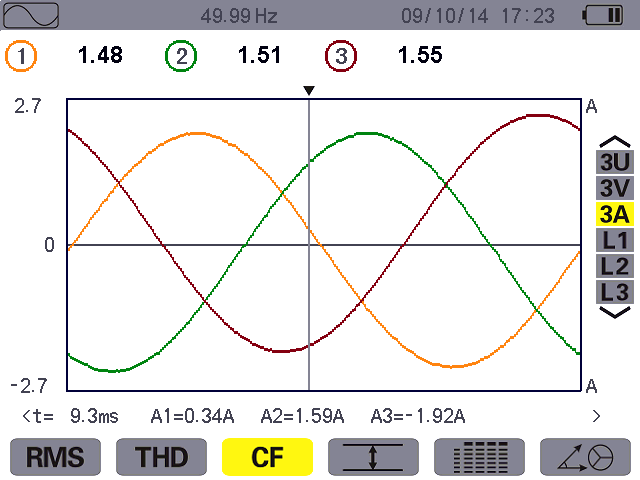 49.99 Hz 09/10/14 17:23
1 1.48 2 1.51 3 1.55
2.7 A
3U
3V
3A
0 L1
L2
L3
-2.7 A
<t= 9.3ms A1=0.34A A2=1.59A A3=-1.92A >
RMS THD CF